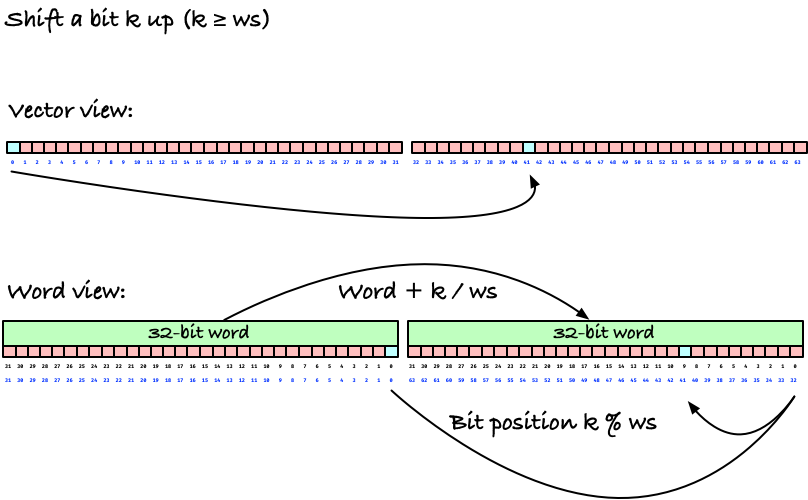 Shift a bit k up (k ≥ ws)
Vector view:
0 1 2 3 4 5 6 7 8 9 10 11 12 13 14 15 16 17 18 19 20 21 22 23 24 25 26 27 28 29 30 31 32 33 34 35 36 37 38 39 40 41 42 43 44 45 46 47 48 49 50 51 52 53 54 55 56 57 58 59 60 61 62 63
Word view:
Word + k / ws
32-bit word 32-bit word
31 30 29 28 27 26 25 24 23 22 21 20 19 18 17 16 15 14 13 12 11 10 9 8 7 6 5 4 3 2 1 0 31 30 29 28 27 26 25 24 23 22 21 20 19 18 17 16 15 14 13 12 11 10 9 8 7 6 5 4 3 2 1 0
31 30 29 28 27 26 25 24 23 22 21 20 19 18 17 16 15 14 13 12 11 10 9 8 7 6 5 4 3 2 1 0 63 62 61 60 59 58 57 56 55 54 53 52 51 50 49 48 47 46 45 44 43 42 41 40 39 38 37 36 35 34 33 32
Bit position k % ws